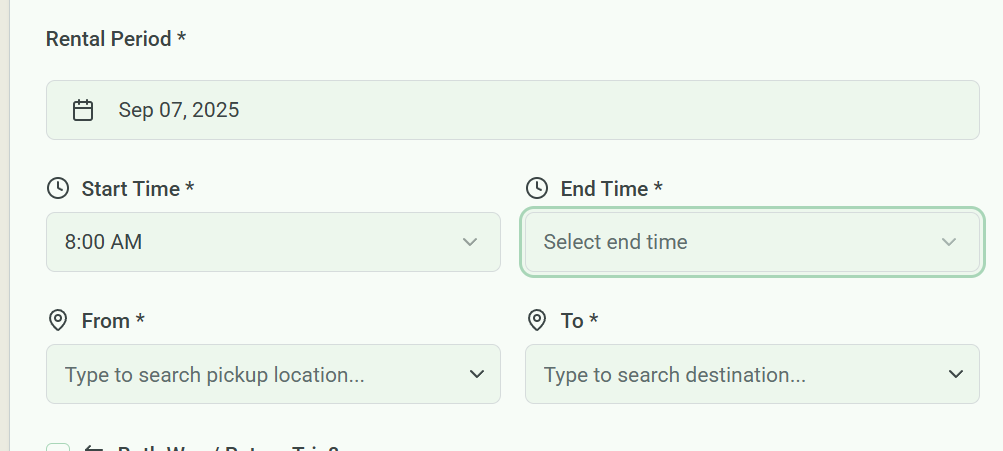 Rental Period *
Sep 07, 2025
Start Time *
End Time *
8:00 AM
Select end time
From *
To *
Type to search pickup location...
Type to search destination...